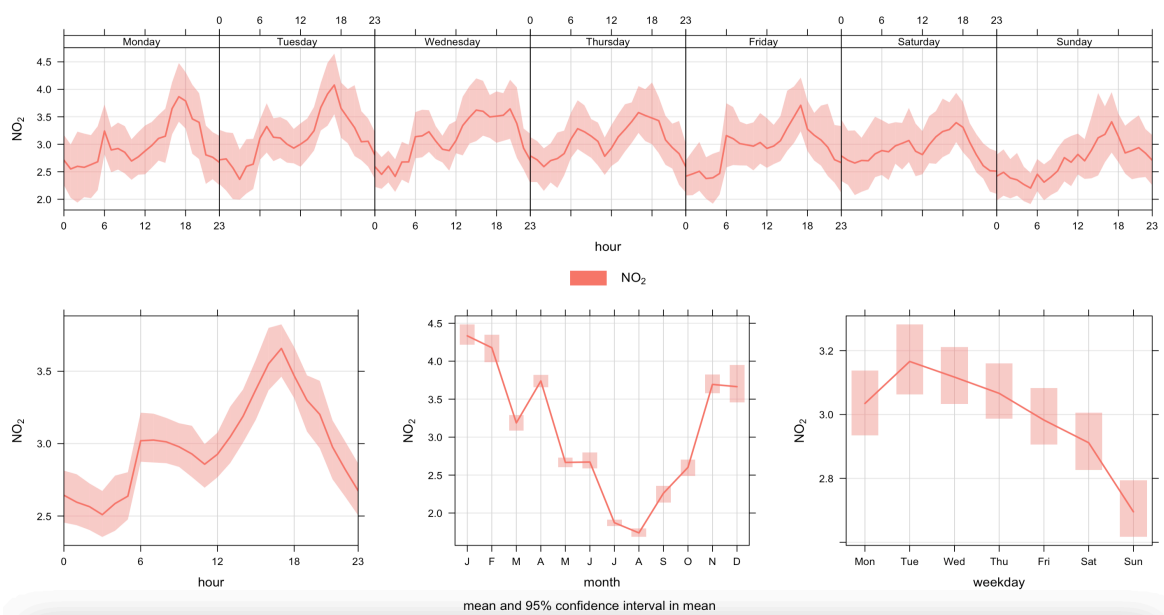 0 6 12 18 23 0 6 12 18 23 0 6 12 18 23
Monday Tuesday Wednesday Thursday Friday Saturday Sunday
4.5
4.0
3.5
3.0
2.5
2.0
NO2
0 6 12 18 23 0 6 12 18 23 0 6 12 18 23 0 6 12 18 23
hour
NO2
3.5
3.0
2.5
NO2
0 6 12 18 23
hour
4.5
4.0
3.5
3.0
2.5
2.0
NO2
J F M A M J J A S O N D
month
3.2
3.0
2.8
NO2
Mon Tue Wed Thu Fri Sat Sun
weekday
mean and 95% confidence interval in mean